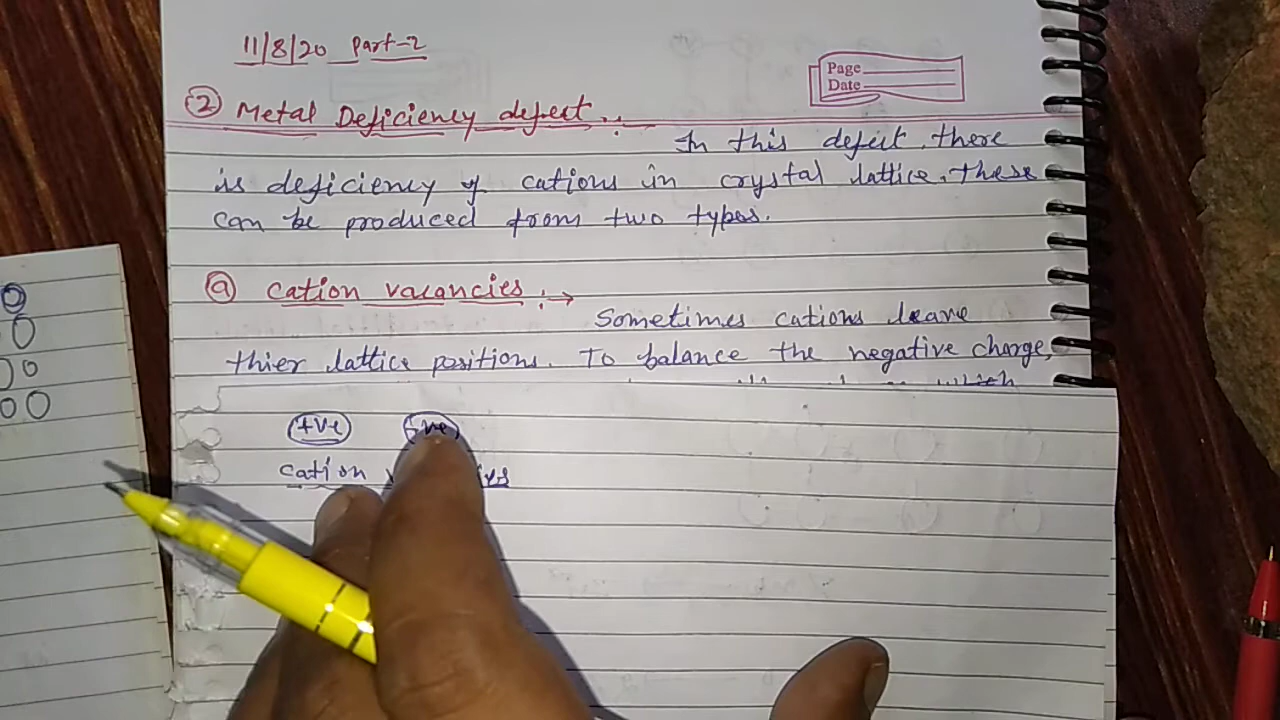 11/8/20 Part-2
Page
Date
② Metal Deficiency defect :
In this defect, there
is deficiency of cations in crystal lattice. These
can be produced from two types.
ⓐ Cation vacancies :→
Sometimes cations leave
thier lattice positions. To balance the negative charge,
which
+ve -ve
cation